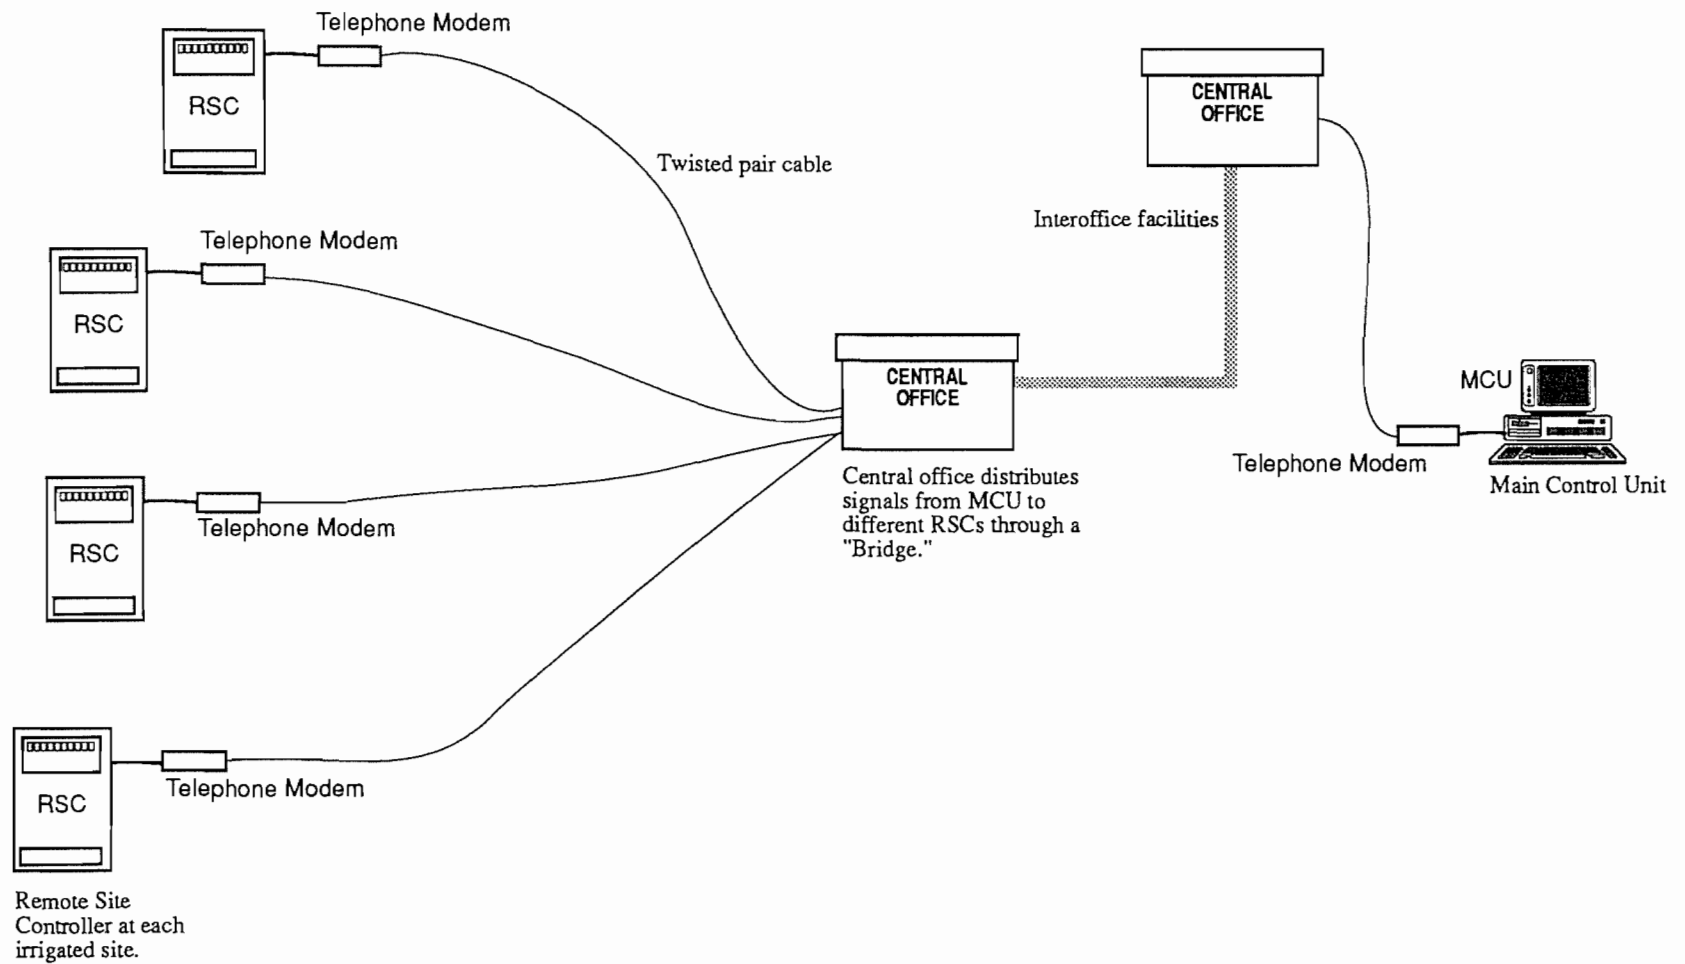 Telephone Modem
RSC
Twisted pair cable
CENTRAL
OFFICE
Interoffice facilities
Telephone Modem
RSC
CENTRAL
OFFICE
MCU
Telephone Modem
Main Control Unit
Central office distributes
signals from MCU to
different RSCs through a
"Bridge."
Telephone Modem
RSC
Telephone Modem
RSC
Remote Site
Controller at each
irrigated site.